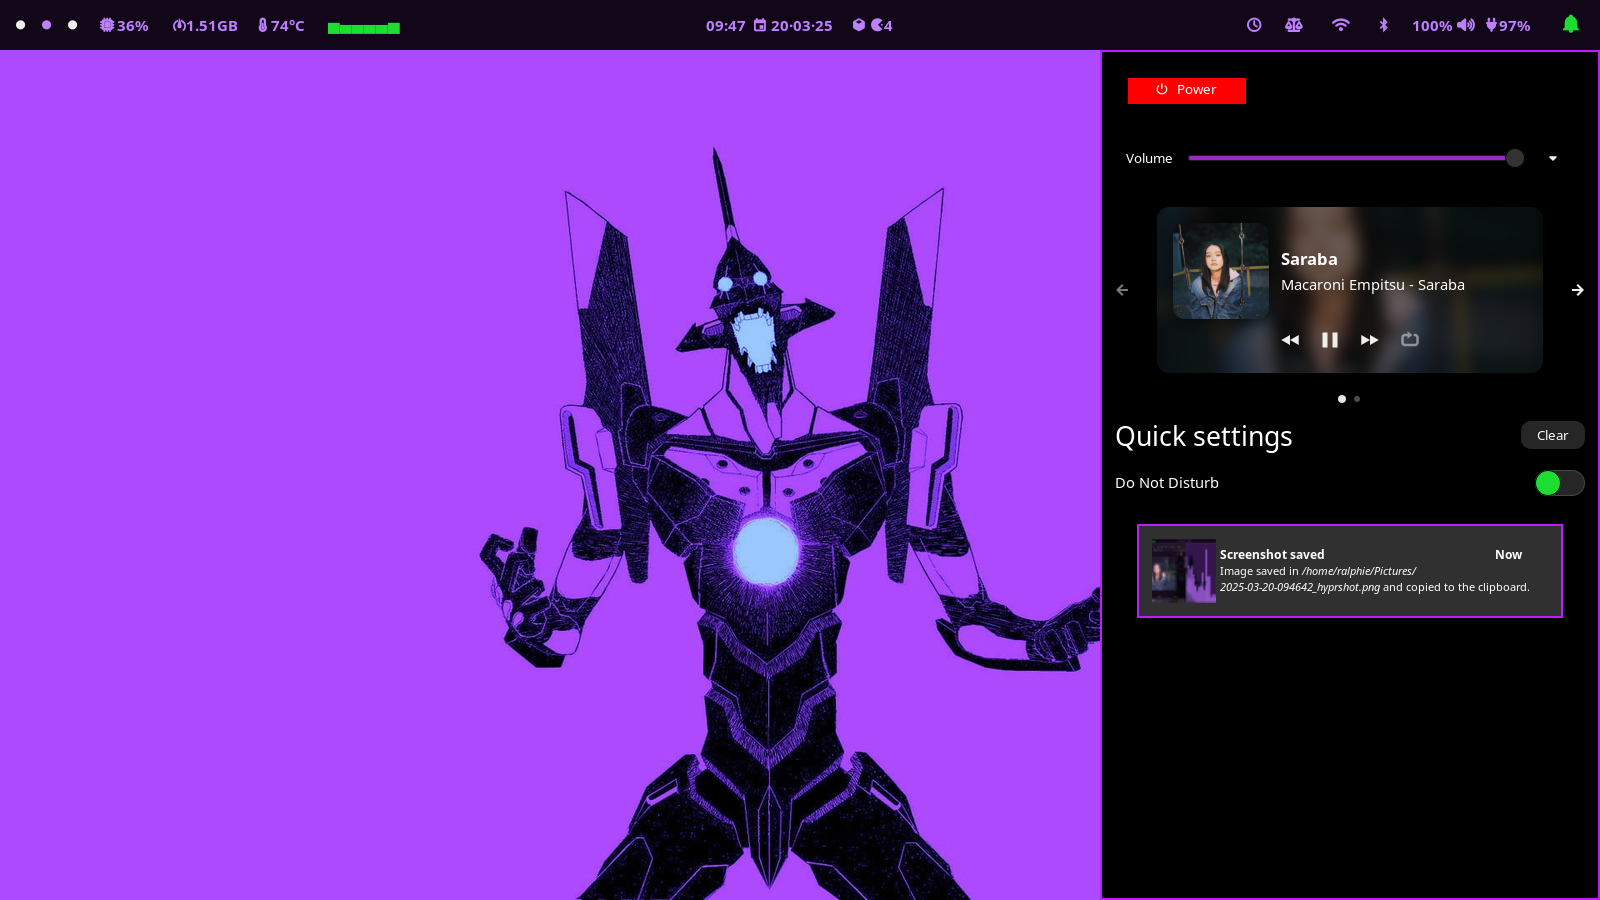 36% 1.51GB 74°C 09:47 20·03·25 4 100% 97%
Power
Volume
Saraba
Macaroni Empitsu - Saraba
Quick settings Clear
Do Not Disturb
Screenshot saved Now
Image saved in /home/ralphie/Pictures/
2025-03-20-094642_hyprshot.png and copied to the clipboard.